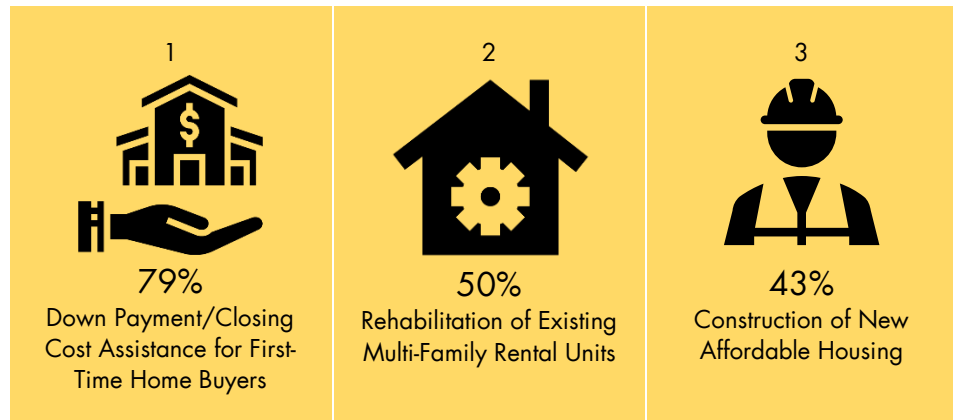 1
$
79%
Down Payment/Closing
Cost Assistance for First-
Time Home Buyers
2
50%
Rehabilitation of Existing
Multi-Family Rental Units
3
43%
Construction of New
Affordable Housing